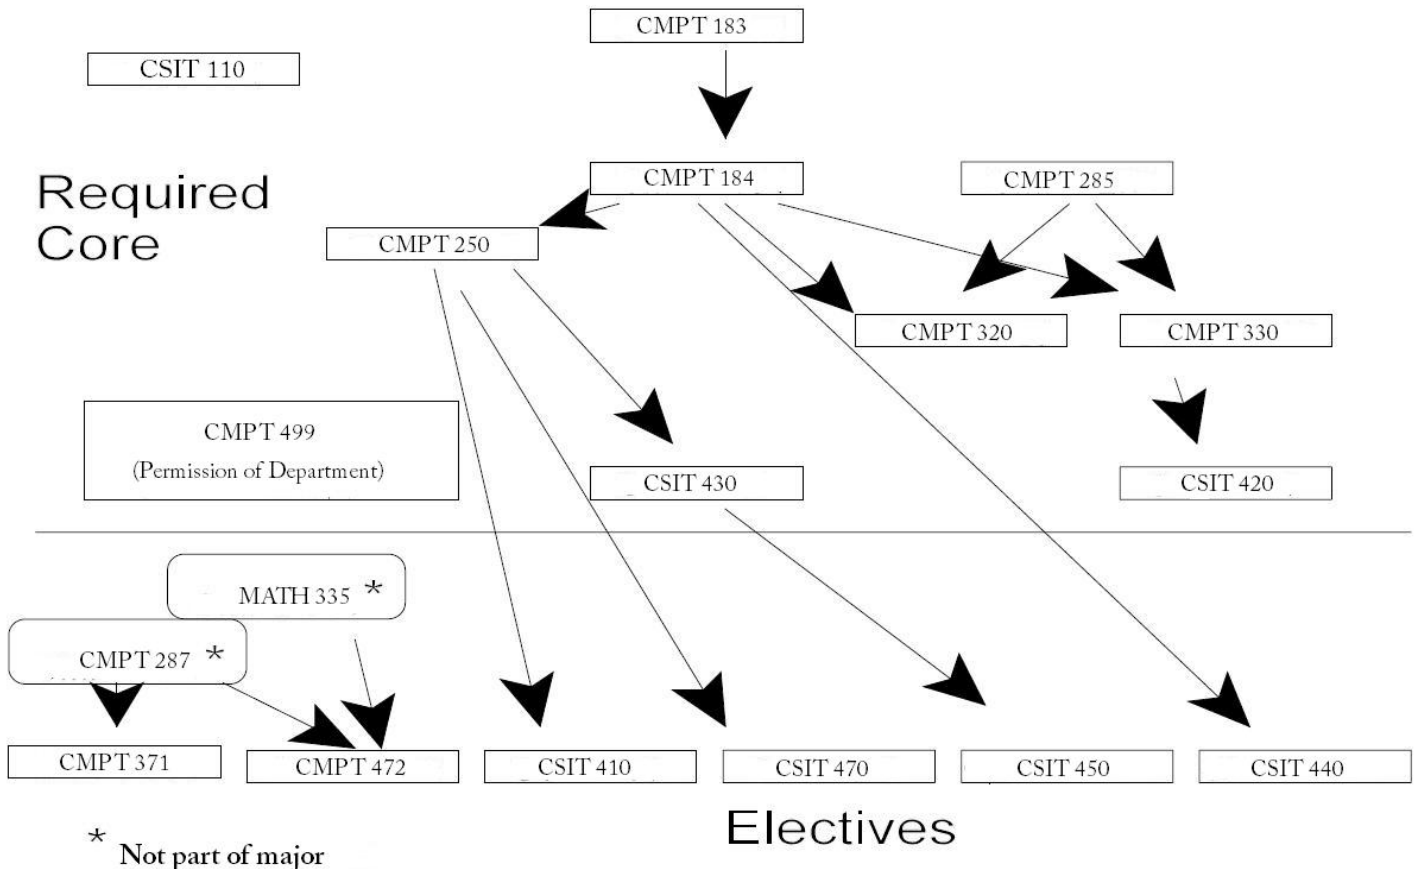 CMPT 183
CSIT 110
Required
Core
CMPT 184
CMPT 285
CMPT 250
CMPT 320
CMPT 330
CMPT 499
(Permission of Department)
CSIT 430
CSIT 420
MATH 335 *
CMPT 287 *
CMPT 371
CMPT 472
CSIT 410
CSIT 470
CSIT 450
CSIT 440
Electives
* Not part of major